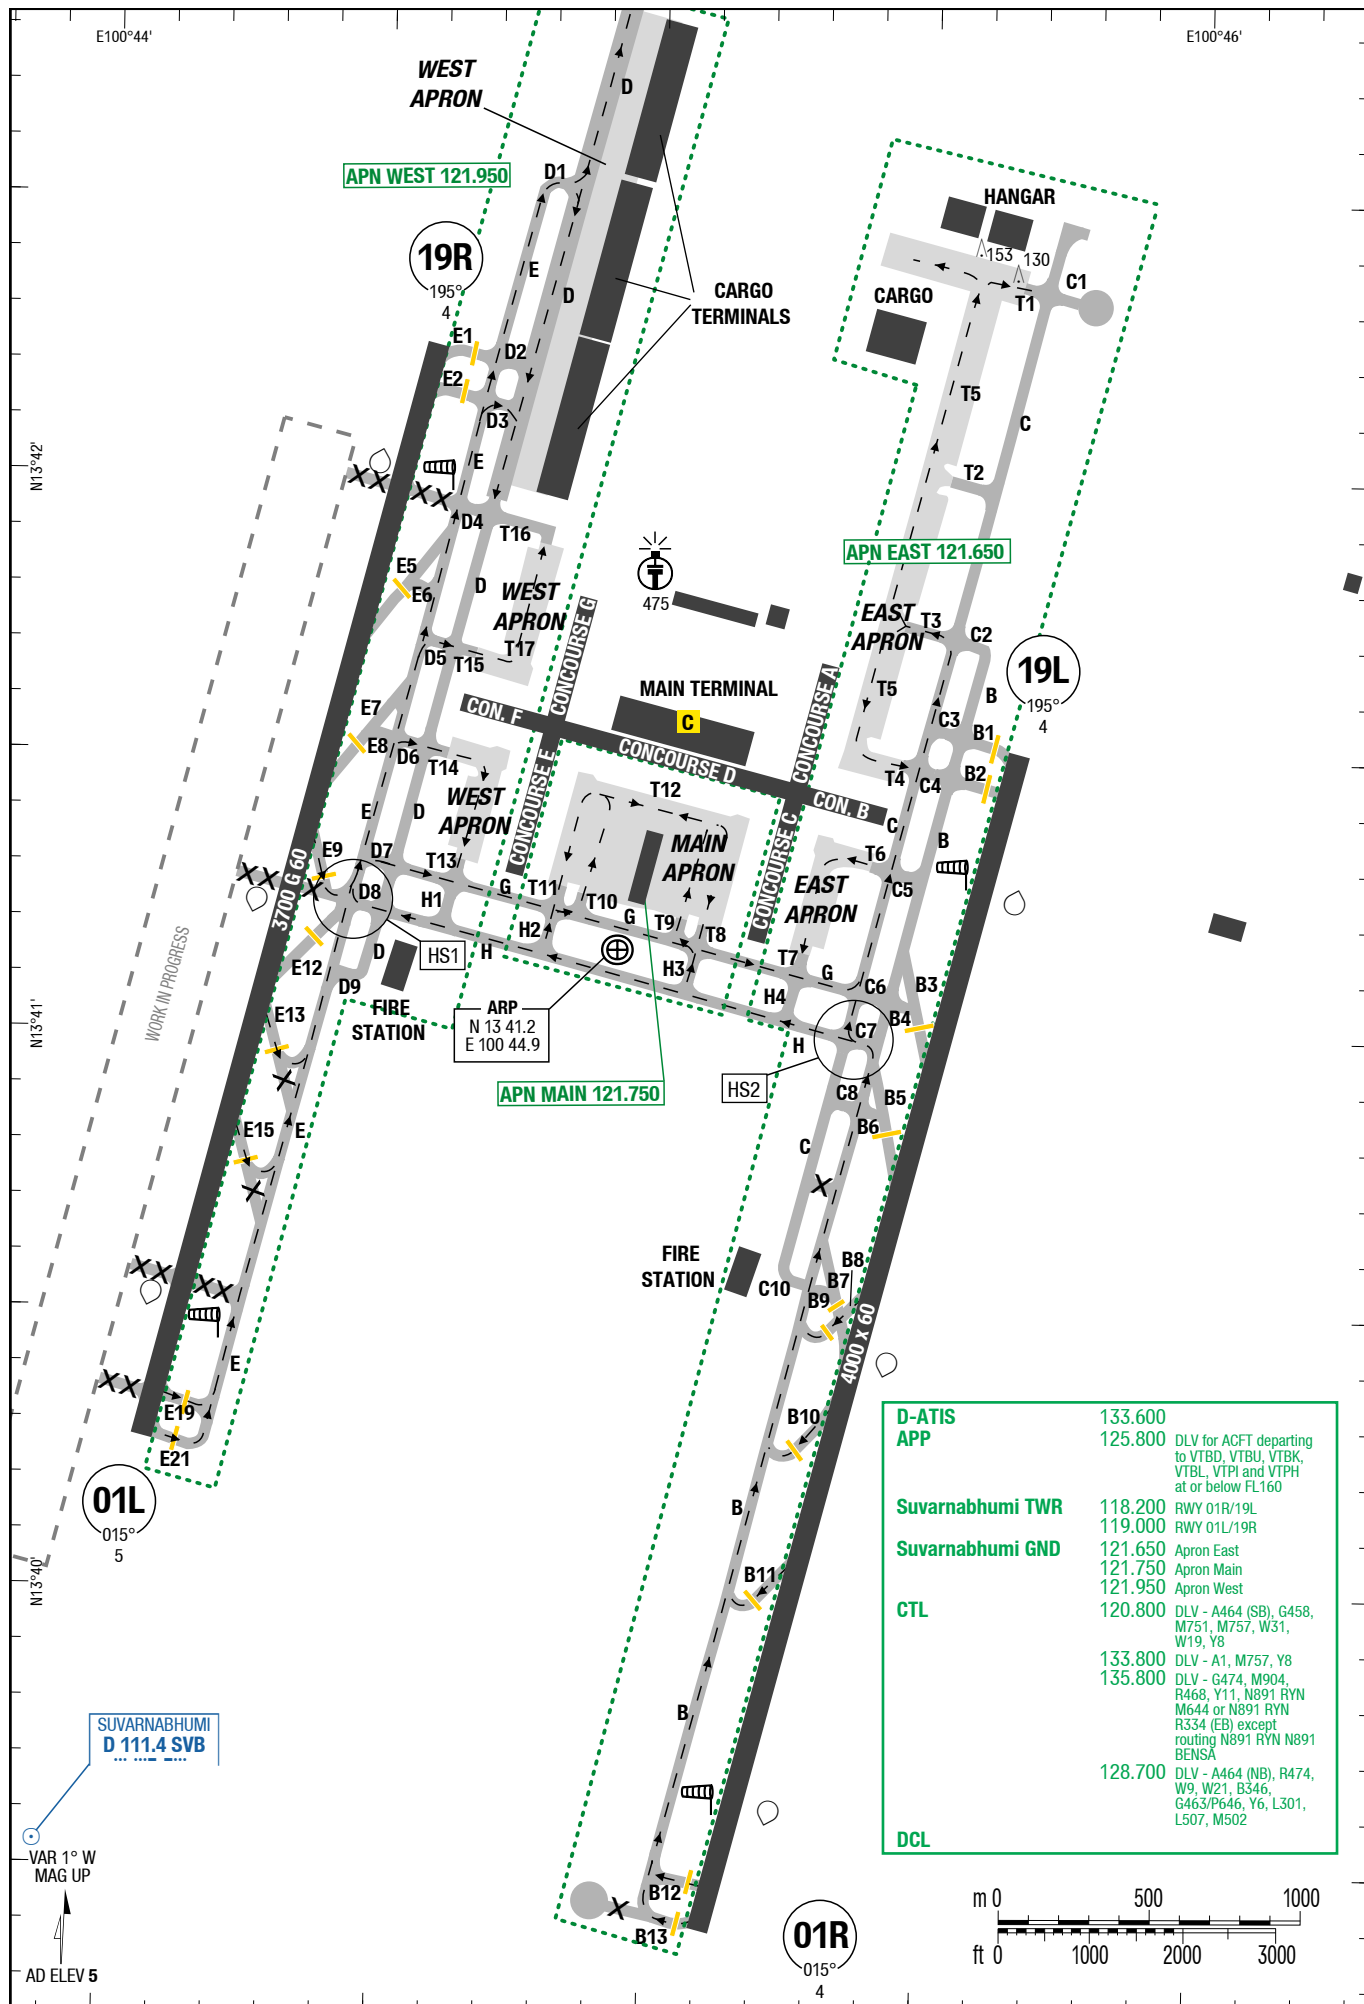 E100°44'
E100°46'
WEST
APRON
D
APN WEST 121.950
D1
19R
195°
4
E
D
CARGO
TERMINALS
HANGAR
153
130
CARGO
T1
C1
E1
D2
E2
D3
T5
C
N13°42'
E
T2
D4
T16
APN EAST 121.650
E5
E6
D
WEST
APRON
475
CONCOURSE G
EAST
APRON
T3
C2
D5
T15
T17
19L
195°
4
CONCOURSE A
MAIN TERMINAL
C
T5
B
E7
CON. F
C3
B1
E8
D6
T14
CONCOURSE D
T4
C4
B2
CONCOURSE E
T12
CON. B
WEST
APRON
E
D
C
B
MAIN
APRON
CONCOURSE C
E9
D7
T13
T6
3700 G 60
D8
H1
G
T11
T10
G
T9
T8
EAST
APRON
C5
H2
HS1
H
D
E12
D9
H3
T7
G
H4
C6
B3
FIRE
STATION
ARP
N 13 41.2
E 100 44.9
N13°41'
WORK IN PROGRESS
E13
H
C7
B4
APN MAIN 121.750
HS2
C8
B5
B6
E15
E
C
FIRE
STATION
C10
B7
B8
B9
4000 x 60
E
E19
E21
B10
01L
015°
5
B
N13°40'
B11
B
D-ATIS 133.600
APP 125.800 DLV for ACFT departing
to VTBD, VTBU, VTBK,
VTBL, VTPI and VTPH
at or below FL160
Suvarnabhumi TWR 118.200 RWY 01R/19L
119.000 RWY 01L/19R
Suvarnabhumi GND 121.650 Apron East
121.750 Apron Main
121.950 Apron West
CTL 120.800 DLV - A464 (SB), G458,
M751, M757, W31,
W19, Y8
133.800 DLV - A1, M757, Y8
135.800 DLV - G474, M904,
R468, Y11, N891 RYN
M644 or N891 RYN
R334 (EB) except
routing N891 RYN N891
BENSA
128.700 DLV - A464 (NB), R474,
W9, W21, B346,
G463/P646, Y6, L301,
L507, M502
DCL
SUVARNABHUMI
D 111.4 SVB
VAR 1° W
MAG UP
AD ELEV 5
B12
B13
01R
015°
4
m 0 500 1000
ft 0 1000 2000 3000